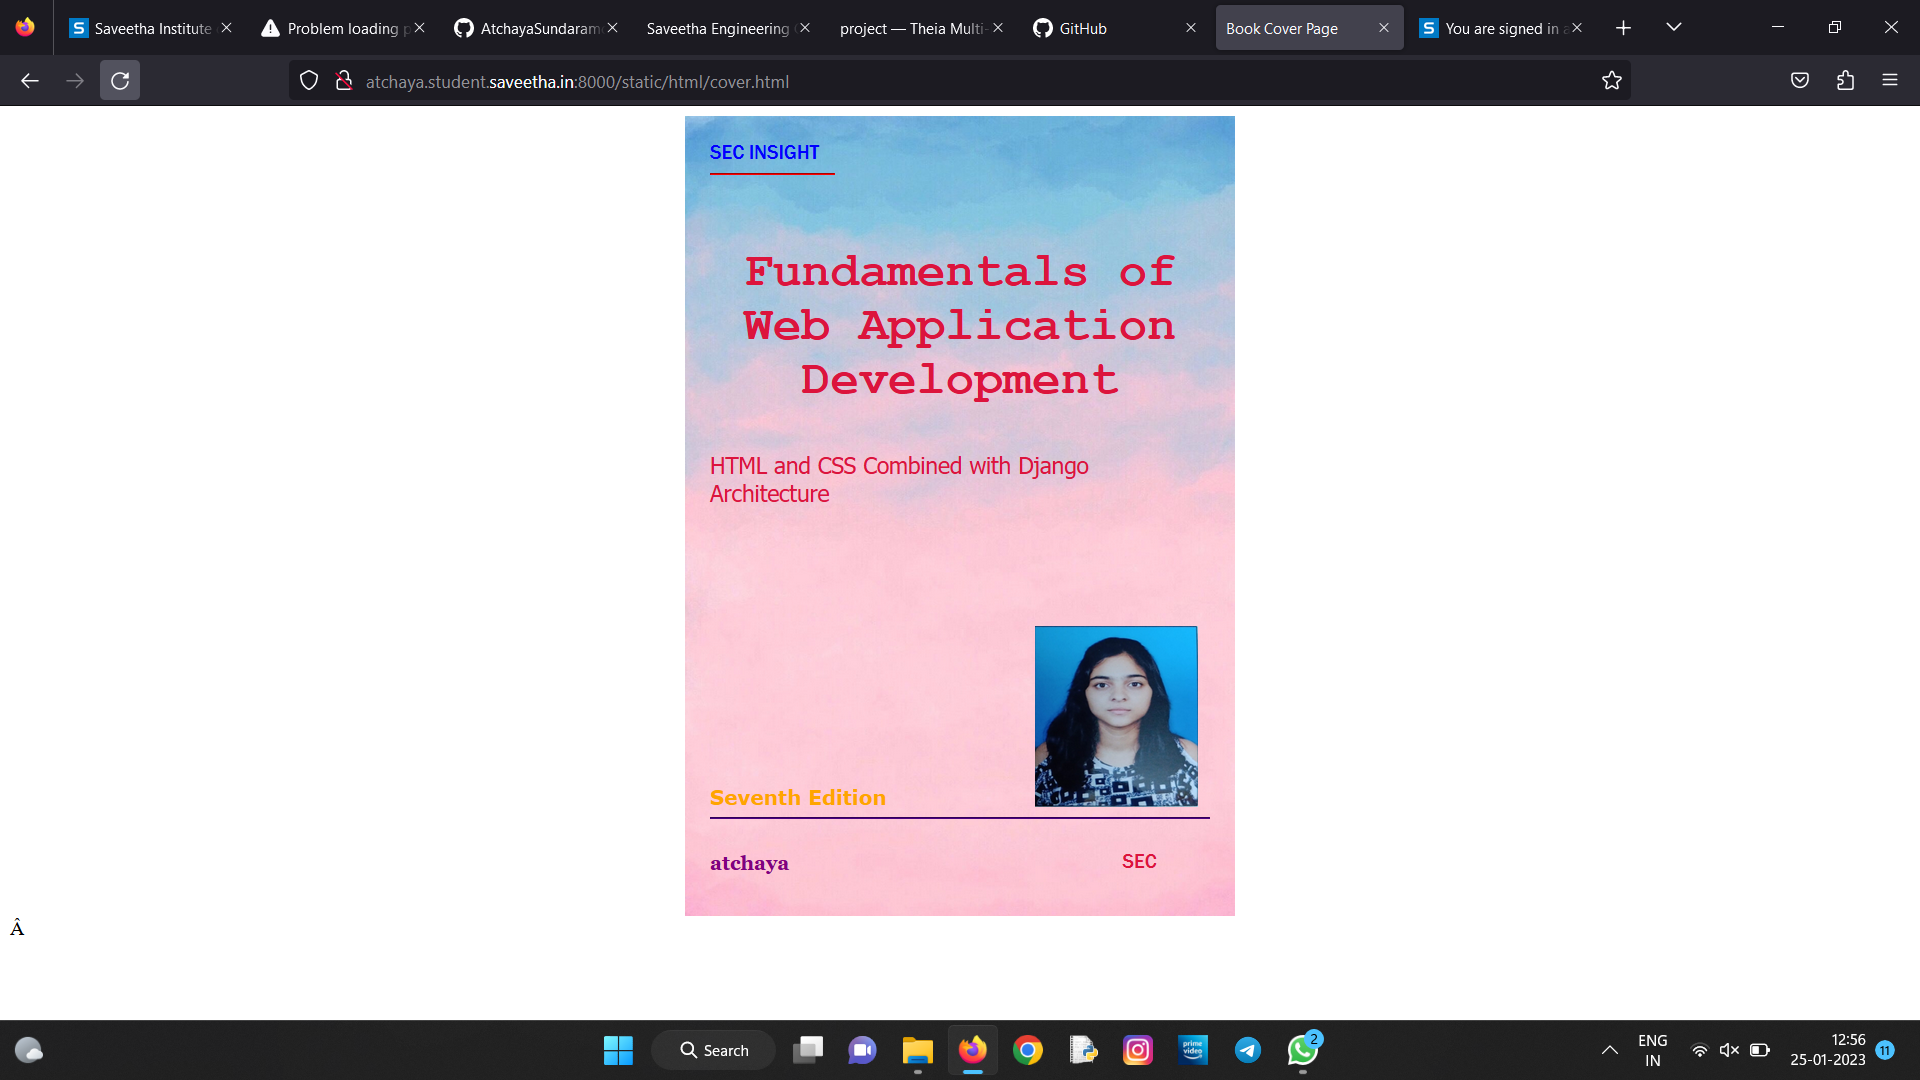 Saveetha Institute
Problem loading p
AtchayaSundaram
Saveetha Engineering
project — Theia Multi-
GitHub
Book Cover Page
You are signed in a
atchaya.student.saveetha.in:8000/static/html/cover.html
SEC INSIGHT
Fundamentals of
Web Application
Development
HTML and CSS Combined with Django
Architecture
Seventh Edition
atchaya
SEC
Â
Search
prime
video
2
ENG
IN
12:56
25-01-2023
11